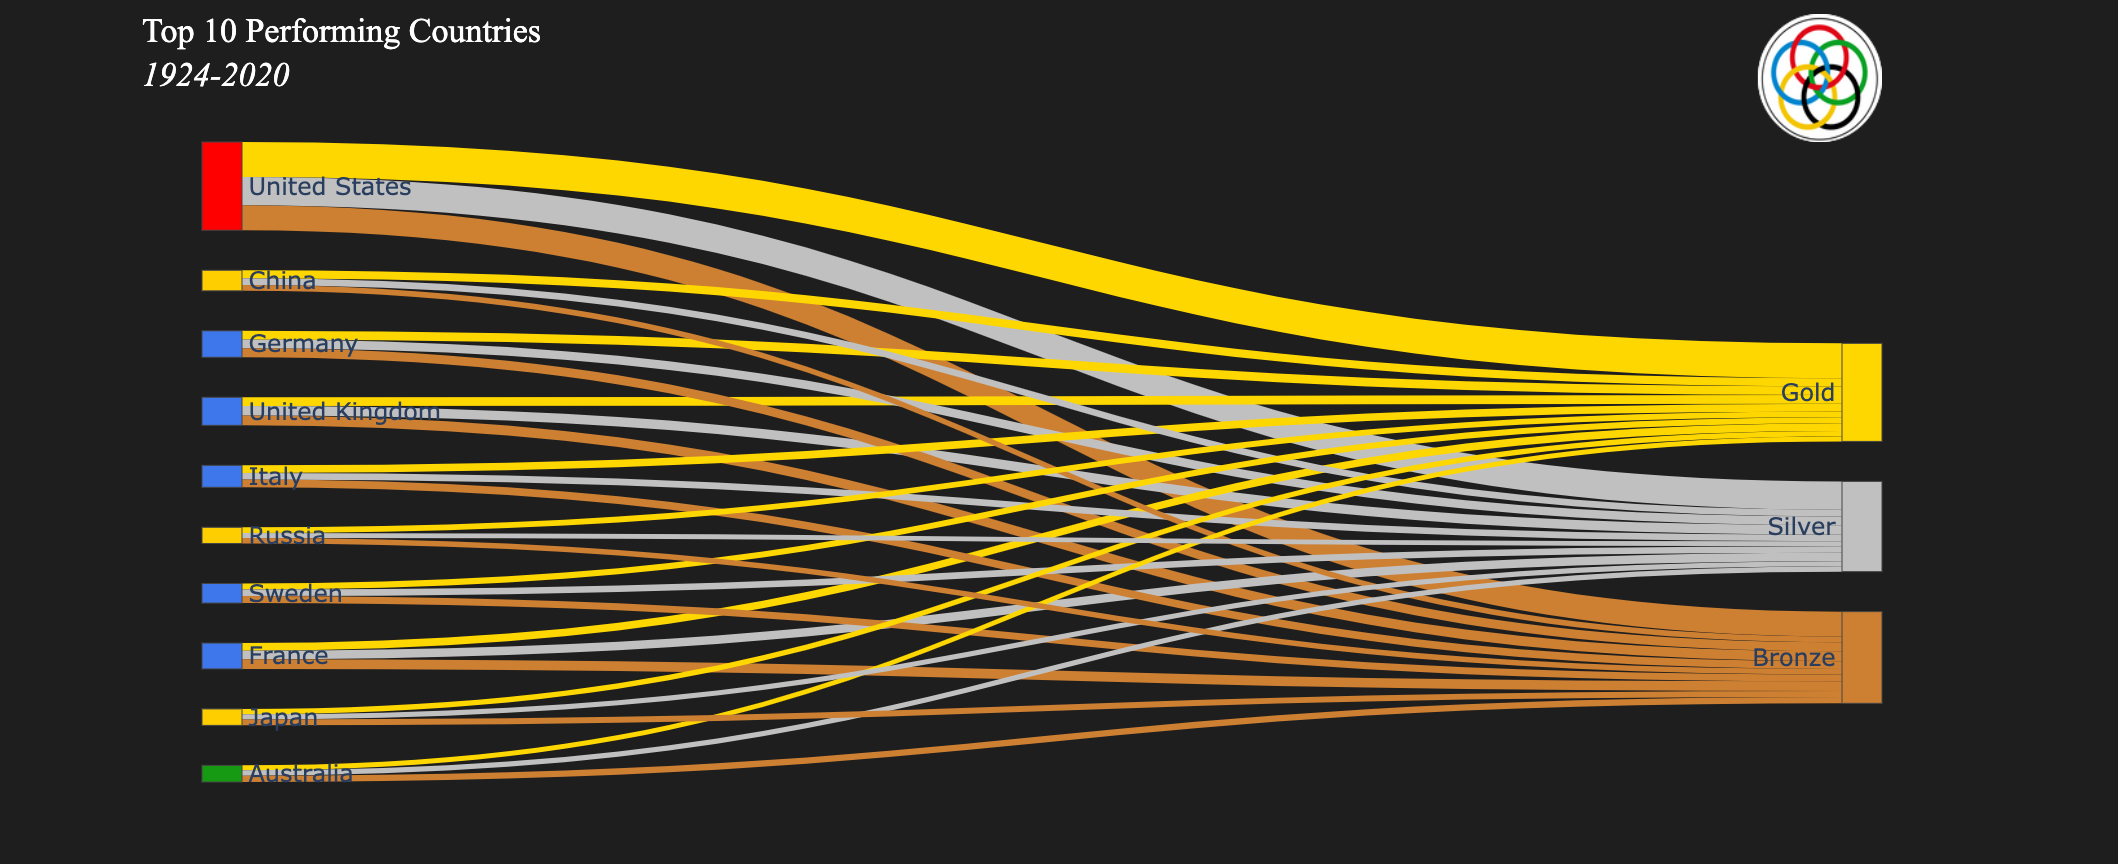 Top 10 Performing Countries
1924-2020
United States
China
Germany
United Kingdom
Italy
Russia
Sweden
France
Japan
Australia
Gold
Silver
Bronze